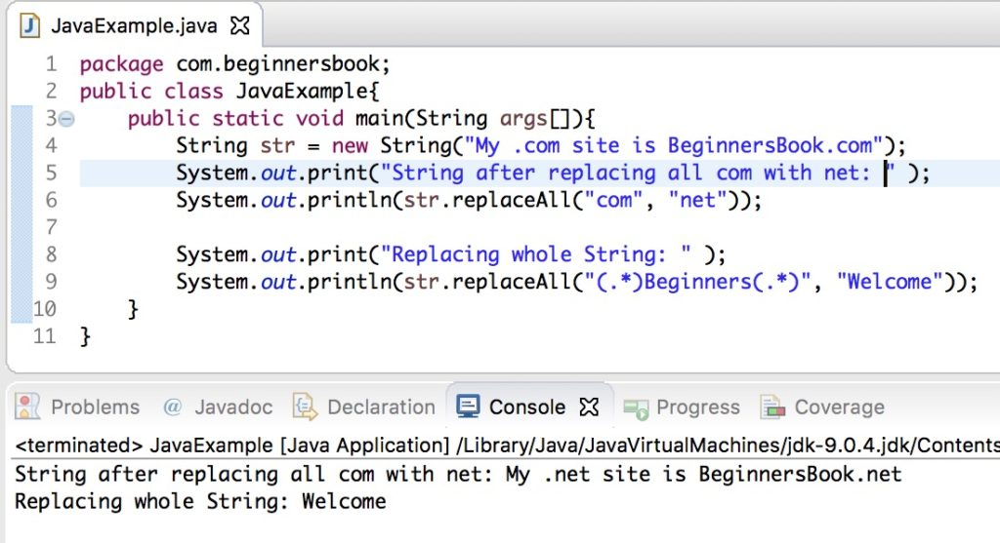 JavaExample.java
1 package com.beginnersbook;
2 public class JavaExample{
3 public static void main(String args[]){
4 String str = new String("My .com site is BeginnersBook.com");
5 System.out.print("String after replacing all com with net: " );
6 System.out.println(str.replaceAll("com", "net"));
7
8 System.out.print("Replacing whole String: " );
9 System.out.println(str.replaceAll("(.*)Beginners(.*)", "Welcome"));
10 }
11 }
Problems @ Javadoc Declaration Console Progress Coverage
<terminated> JavaExample [Java Application] /Library/Java/JavaVirtualMachines/jdk-9.0.4.jdk/Contents
String after replacing all com with net: My .net site is BeginnersBook.net
Replacing whole String: Welcome